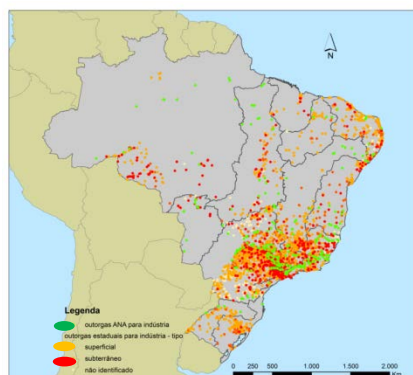 N
Legenda
outorgas ANA para indústria
outorgas estaduais para indústria - tipo
superficial
subterrâneo
não identificado
0 250 500 1.000 1.500 2.000
Km